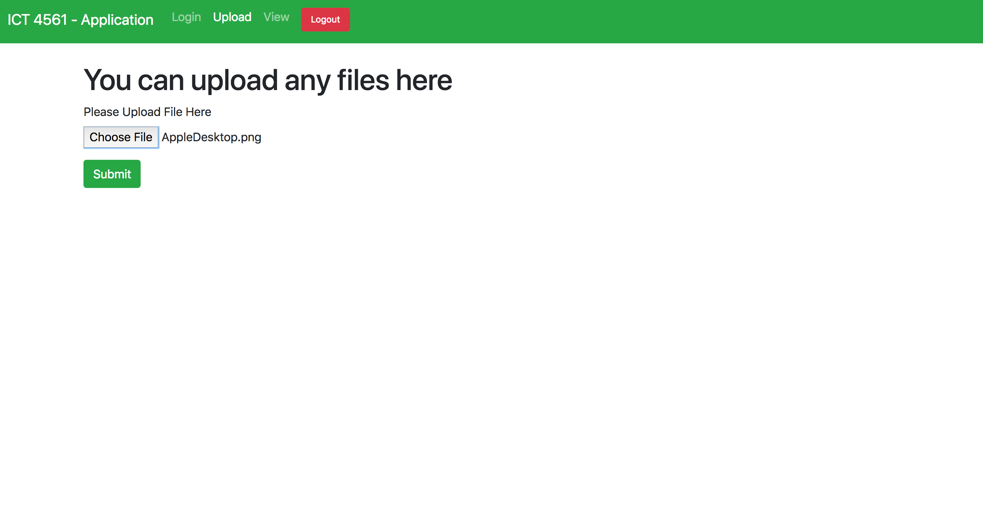 ICT 4561 - Application Login Upload View Logout
You can upload any files here
Please Upload File Here
Choose File AppleDesktop.png
Submit